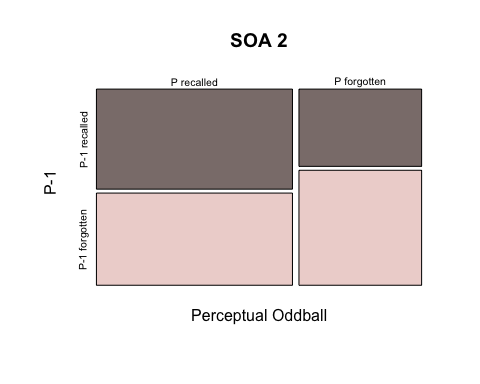 SOA 2
P recalled
P forgotten
P-1 recalled
P-1
P-1 forgotten
Perceptual Oddball